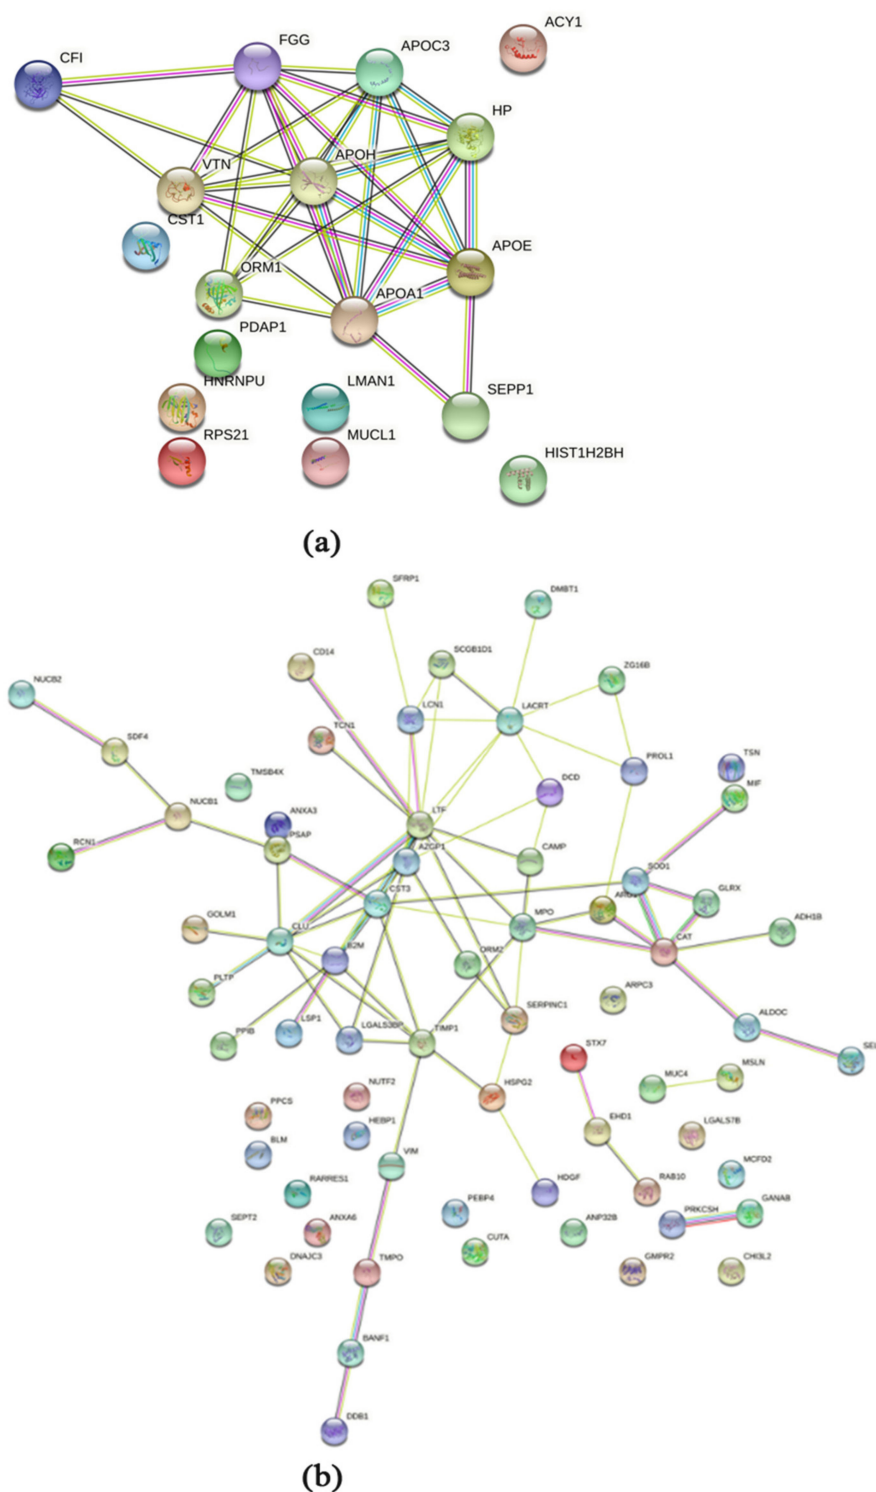 ACY1
FGG
APOC3
CFI
HP
APOH
VTN
CST1
APOE
ORM1
APOA1
PDAP1
HNRNPU
LMAN1
SEPP1
RPS21
MUCL1
HIST1H2BH
(a)
SFRP1
DMBT1
CD14
SCGB1D1
ZG16B
NUCB2
LCN1
LACRT
TCN1
SDF4
PROL1
TSN
TMSB4X
DCD
MIF
NUCB1
ANXA3
LTF
RCN1
PSAP
AZGP1
CAMP
SOD1
CST3
GLRX
GOLM1
CLU
MPO
ADH1B
B2M
ORM2
CAT
PLTP
ARPC3
LSP1
SERPINC1
ALDOC
PPIB
LGALS3BP
TIMP1
STX7
SEI
MUC4
MSLN
NUTF2
HSPG2
PPCS
HEBP1
EHD1
LGALS7B
BLM
VIM
MCFD2
RARRES1
HDGF
RAB10
PEBP4
PRKCSH
GANAB
SEPT2
ANXA6
ANP32B
CUTA
DNAJC3
TMPO
GMPR2
CHI3L2
BANF1
DDB1
(b)